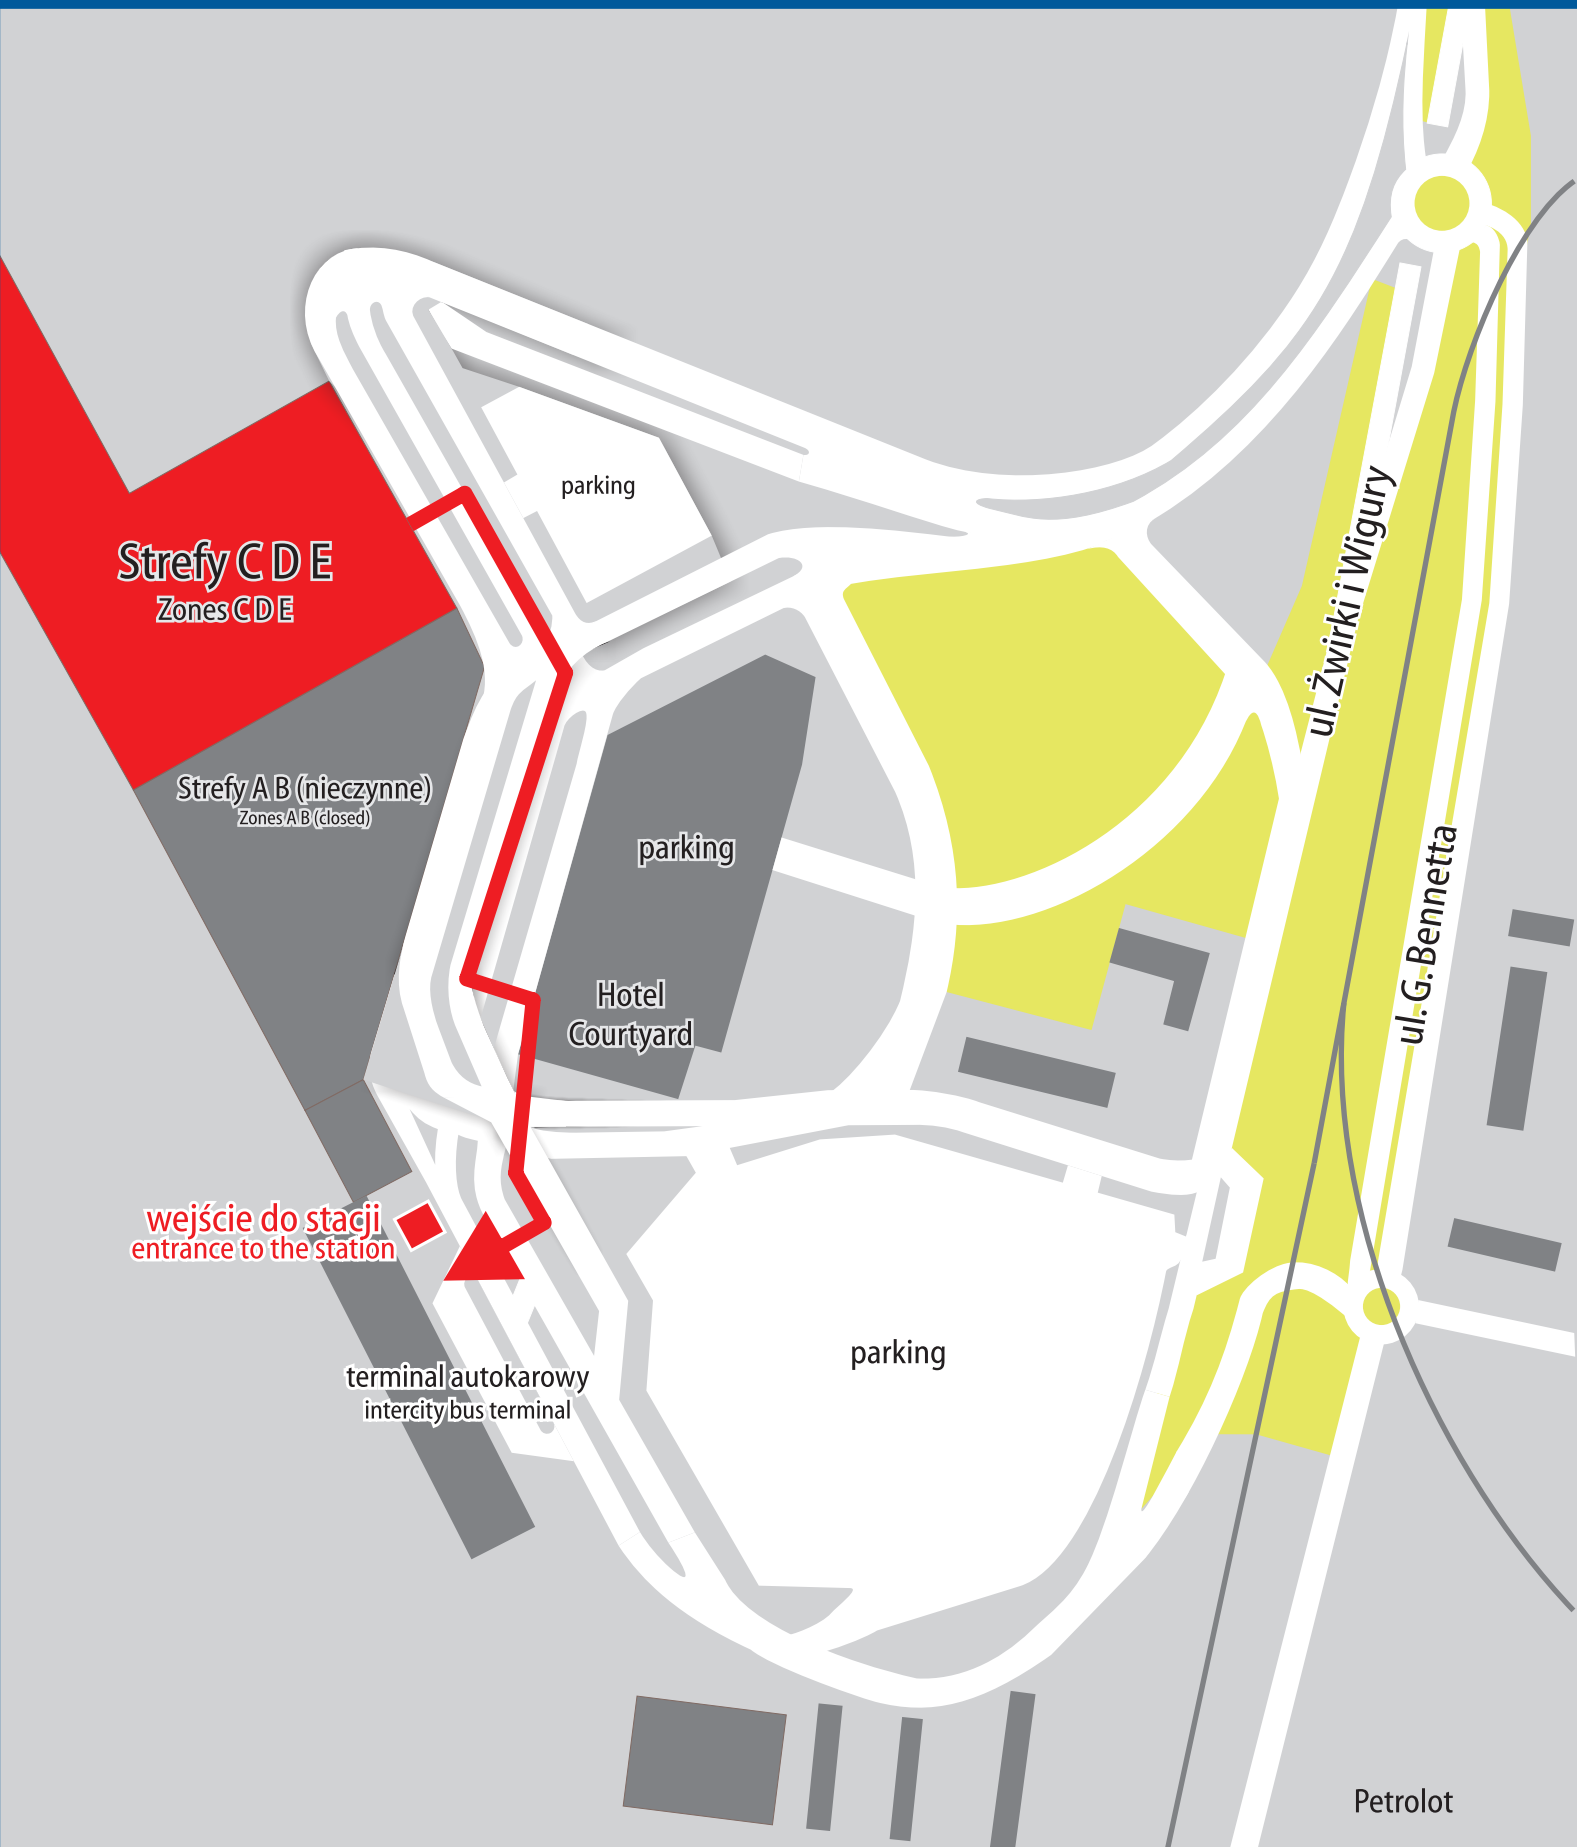 parking
Strefy C D E
Zones C D E
ul. Żwirki i Wigury
Strefy A B (nieczynne)
Zones A B (closed)
parking
ul. G. Bennetta
Hotel
Courtyard
wejście do stacji
entrance to the station
parking
terminal autokarowy
intercity bus terminal
Petrolot